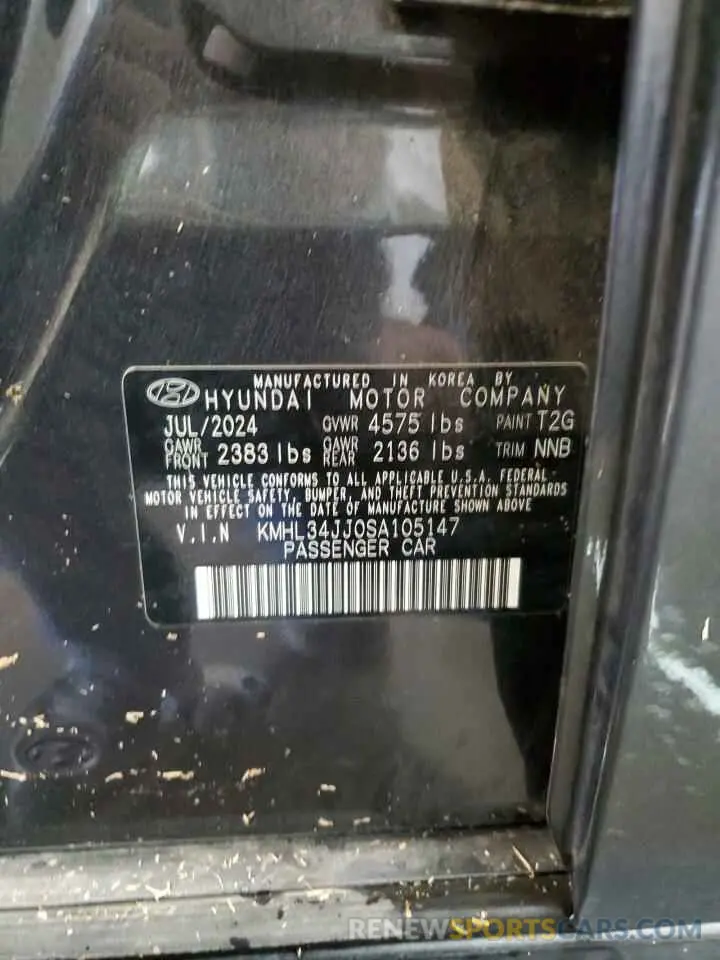 MANUFACTURED IN KOREA BY
HYUNDAI MOTOR COMPANY
JUL/2024 GVWR 4575 lbs PAINT T2G
GAWR FRONT 2383 lbs GAWR REAR 2136 lbs TRIM NNB
THIS VEHICLE CONFORMS TO ALL APPLICABLE U.S.A. FEDERAL
MOTOR VEHICLE SAFETY, BUMPER, AND THEFT PREVENTION STANDARDS
IN EFFECT ON THE DATE OF MANUFACTURE SHOWN ABOVE
V.I.N KMHL34JJ0SA105147
PASSENGER CAR
RENEWSPORTSCARS.COM